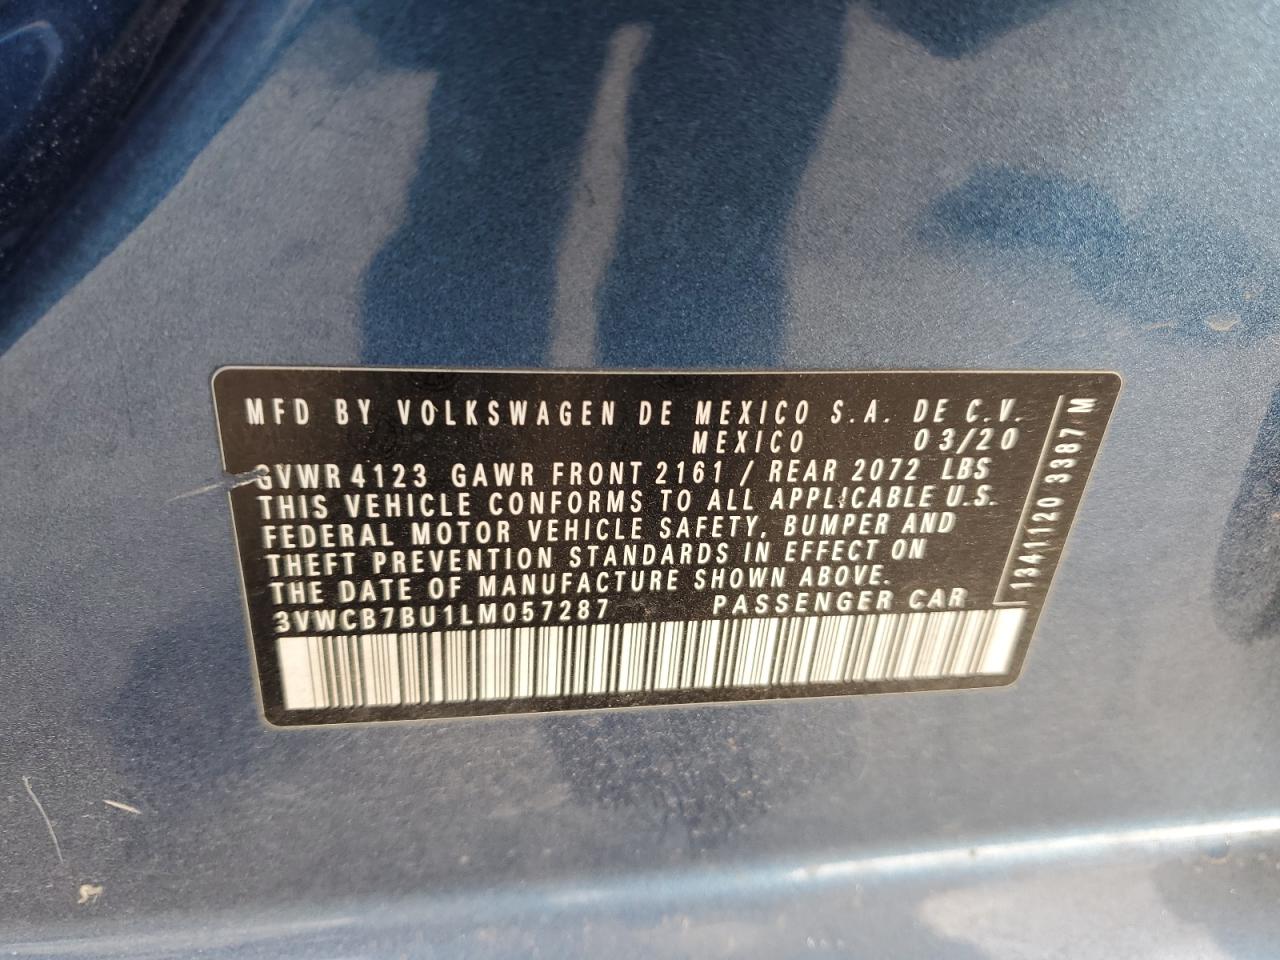 MFD BY VOLKSWAGEN DE MEXICO S.A. DE C.V.
MEXICO 03/20
GVWR 4123 GAWR FRONT 2161 / REAR 2072 LBS
THIS VEHICLE CONFORMS TO ALL APPLICABLE U.S.
FEDERAL MOTOR VEHICLE SAFETY, BUMPER AND
THEFT PREVENTION STANDARDS IN EFFECT ON
THE DATE OF MANUFACTURE SHOWN ABOVE.
3VWCB7BU1LM057287 PASSENGER CAR
1341120 3387 M